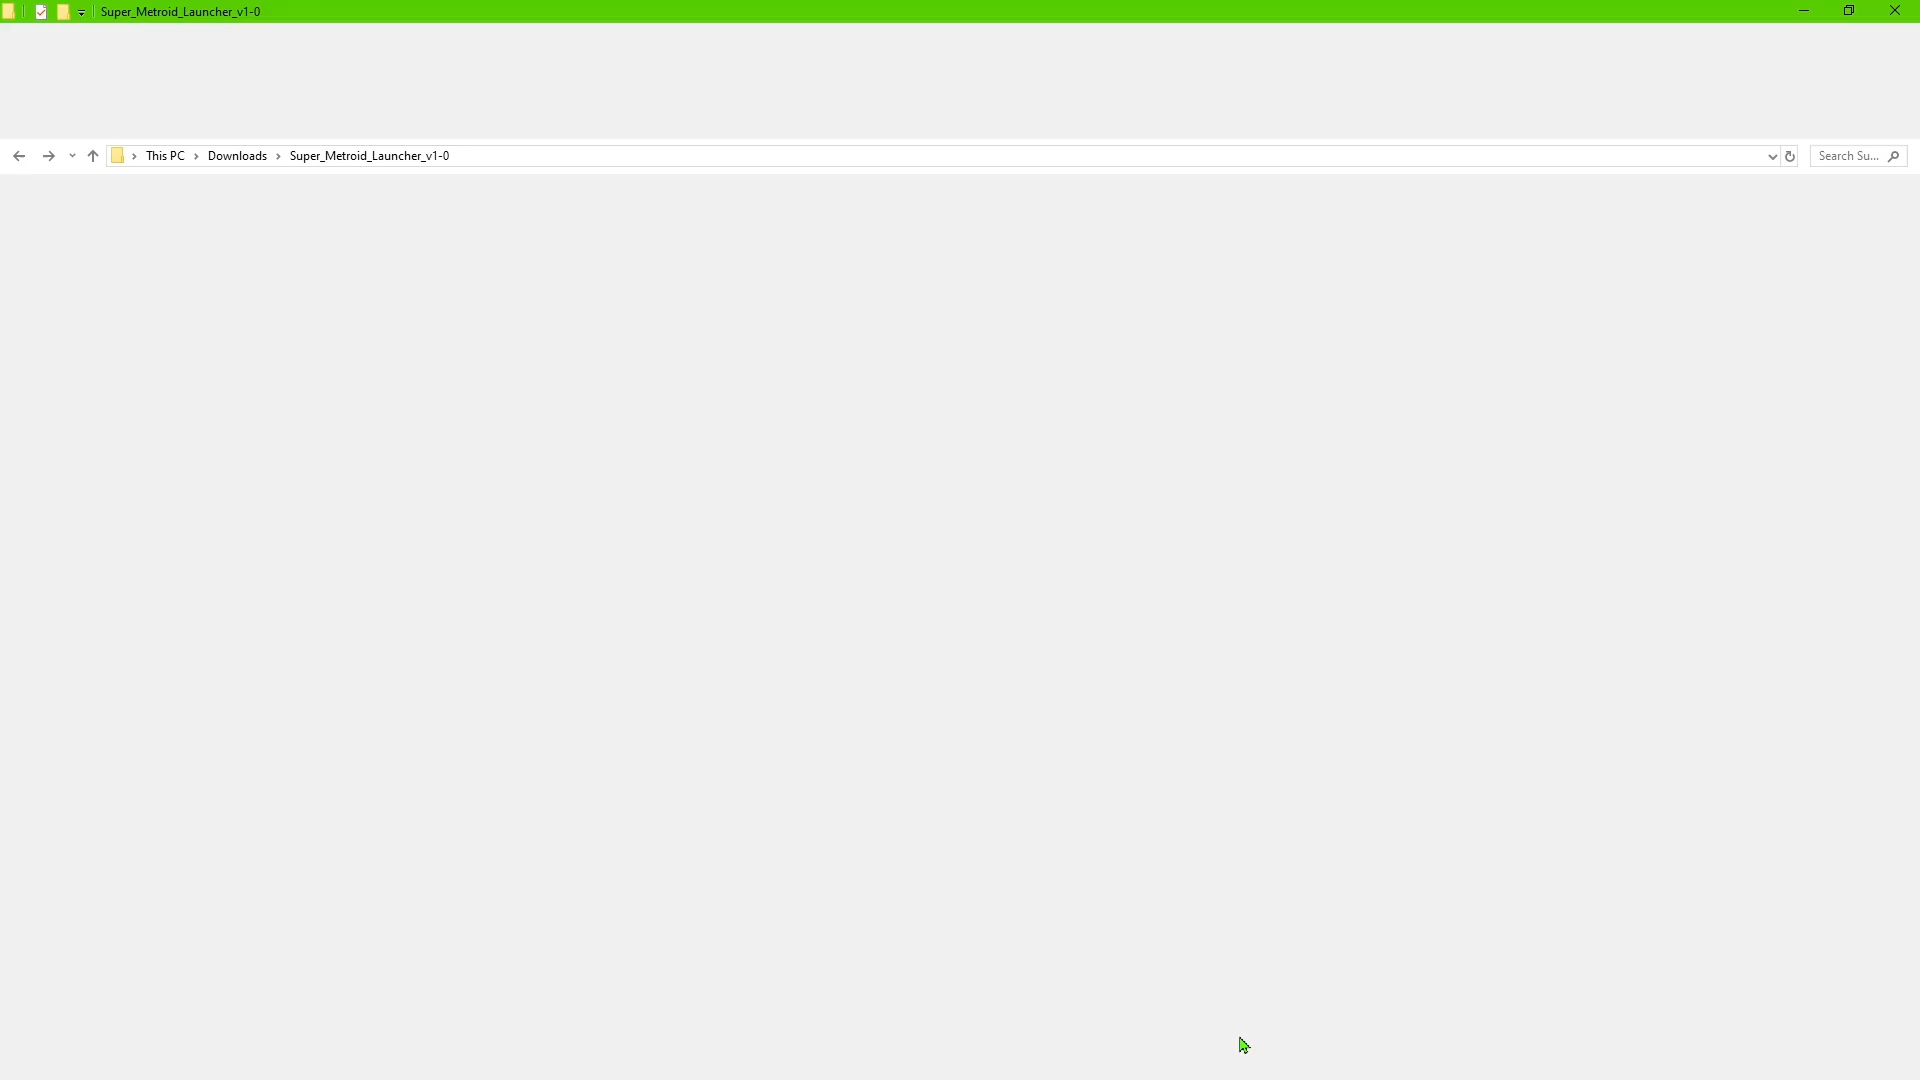 Super_Metroid_Launcher_v1-0
This PC > Downloads > Super_Metroid_Launcher_v1-0
Search Su...